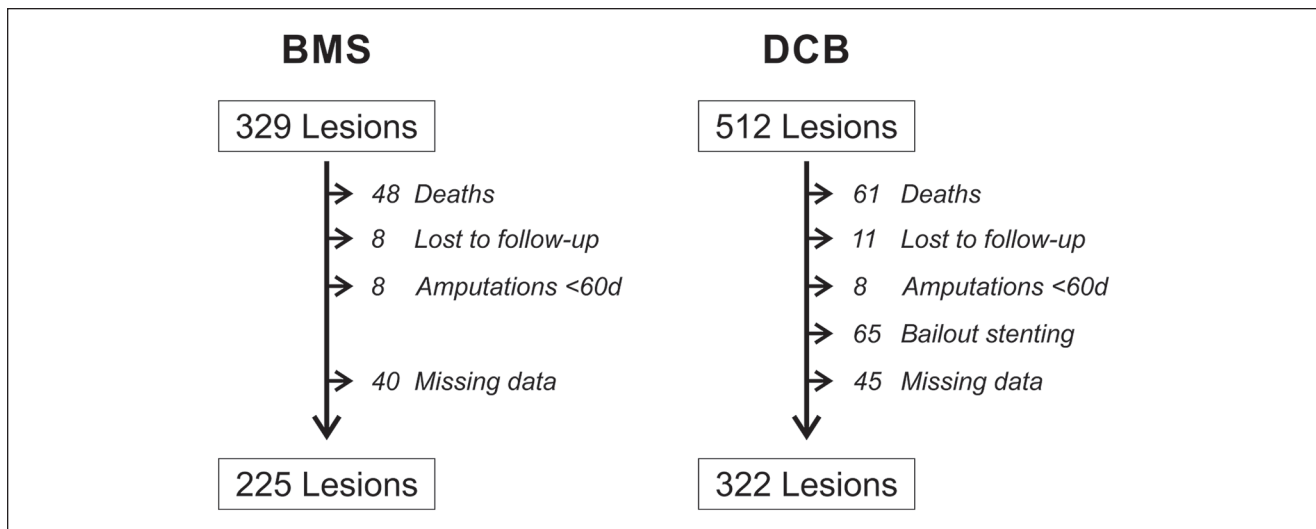 BMS
329 Lesions
48 Deaths
8 Lost to follow-up
8 Amputations <60d
40 Missing data
225 Lesions
DCB
512 Lesions
61 Deaths
11 Lost to follow-up
8 Amputations <60d
65 Bailout stenting
45 Missing data
322 Lesions